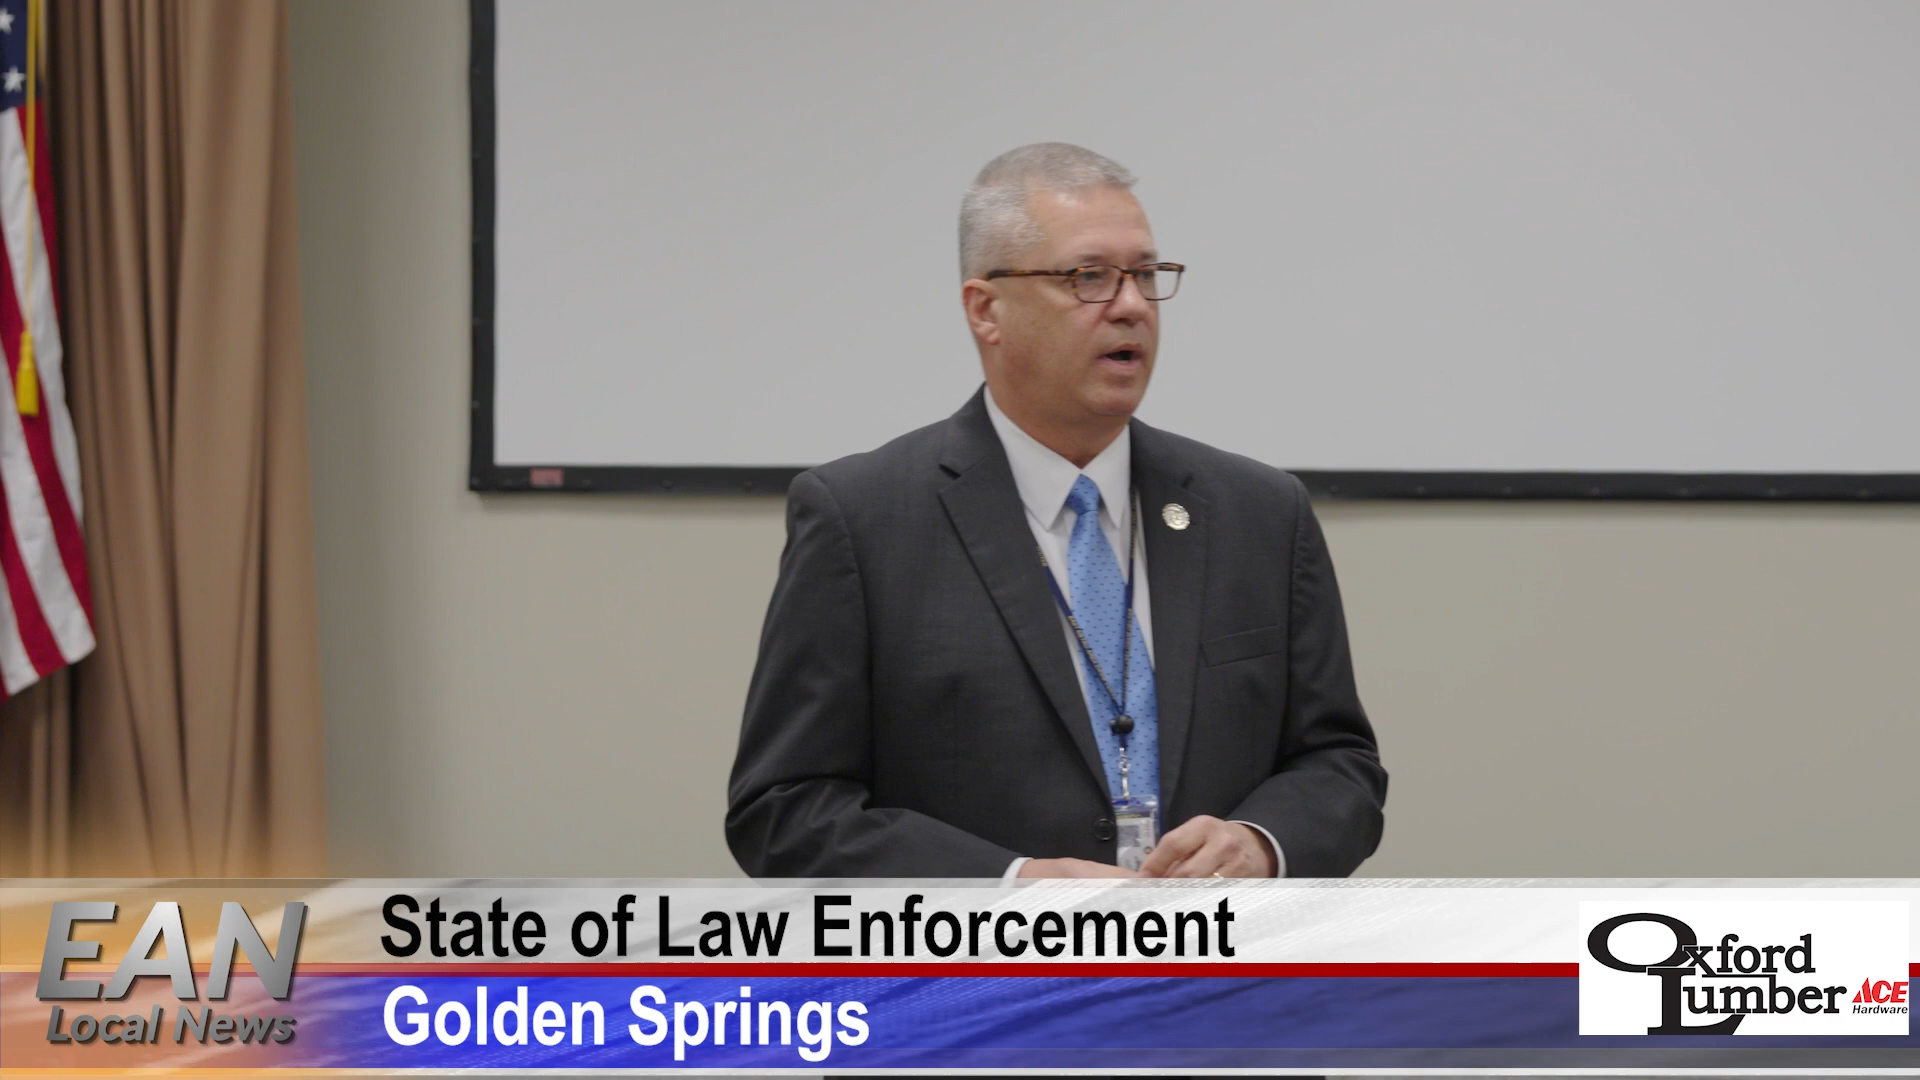 EAN
Local News
State of Law Enforcement
Golden Springs
Oxford
Lumber
ACE
Hardware